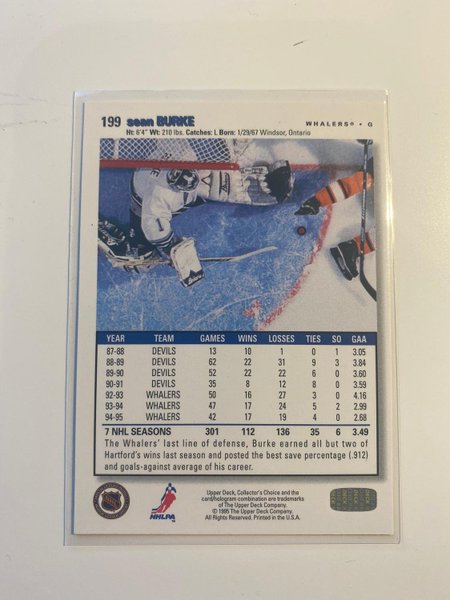 199 sean BURKE WHALERS® • G
Ht: 6'4" Wt: 210 lbs. Catches: L Born: 1/29/67 Windsor, Ontario
1
YEAR TEAM GAMES WINS LOSSES TIES SO GAA
87-88 DEVILS 13 10 1 0 1 3.05
88-89 DEVILS 62 22 31 9 3 3.84
89-90 DEVILS 52 22 22 6 0 3.60
90-91 DEVILS 35 8 12 8 0 3.59
92-93 WHALERS 50 16 27 3 0 4.16
93-94 WHALERS 47 17 24 5 2 2.99
94-95 WHALERS 42 17 19 4 0 2.68
7 NHL SEASONS 301 112 136 35 6 3.49
The Whalers' last line of defense, Burke earned all but two of
Hartford's wins last season and posted the best save percentage (.912)
and goals-against average of his career.
Upper Deck, Collector's Choice and the
card/hologram combination are trademarks
of The Upper Deck Company.
© 1995 The Upper Deck Company.
All Rights Reserved. Printed in the U.S.A.
NHL
NHLPA